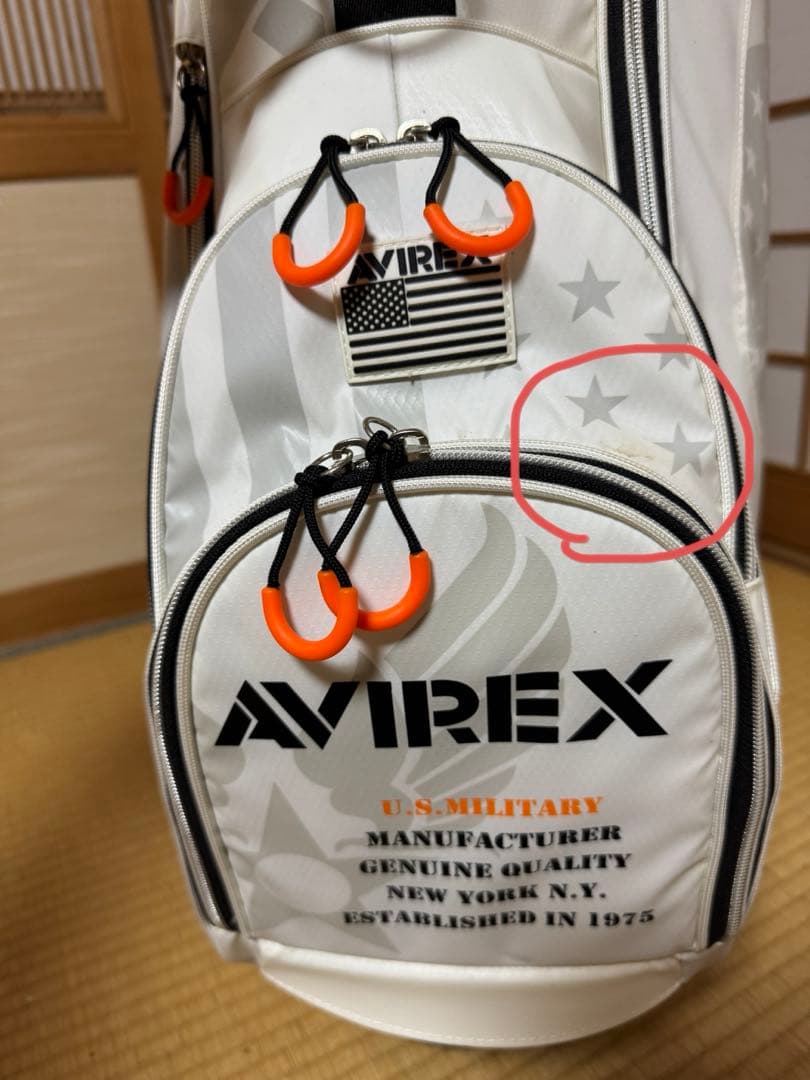 AVIREX
AVIREX
U.S.MILITARY
MANUFACTURER
GENUINE QUALITY
NEW YORK N.Y.
ESTABLISHED IN 1975